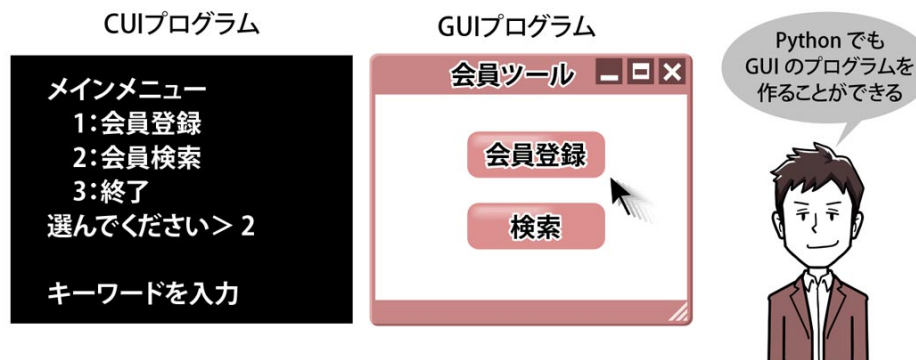 CUIプログラム
メインメニュー
1:会員登録
2:会員検索
3:終了
選んでください> 2
キーワードを入力
GUIプログラム
会員ツール
会員登録
検索
Python でも
GUI のプログラムを
作ることができる